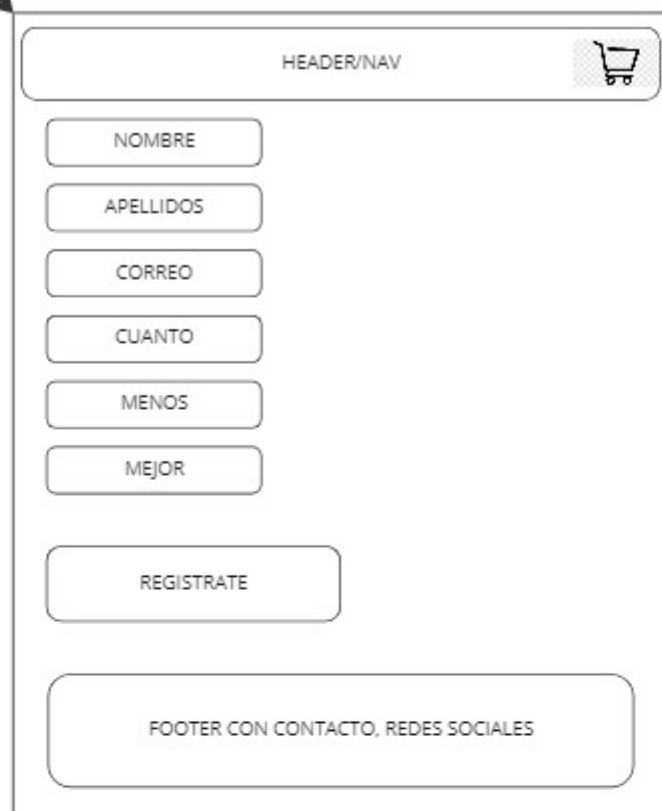 HEADER/NAV
NOMBRE
APELLIDOS
CORREO
CUANTO
MENOS
MEJOR
REGISTRATE
FOOTER CON CONTACTO, REDES SOCIALES